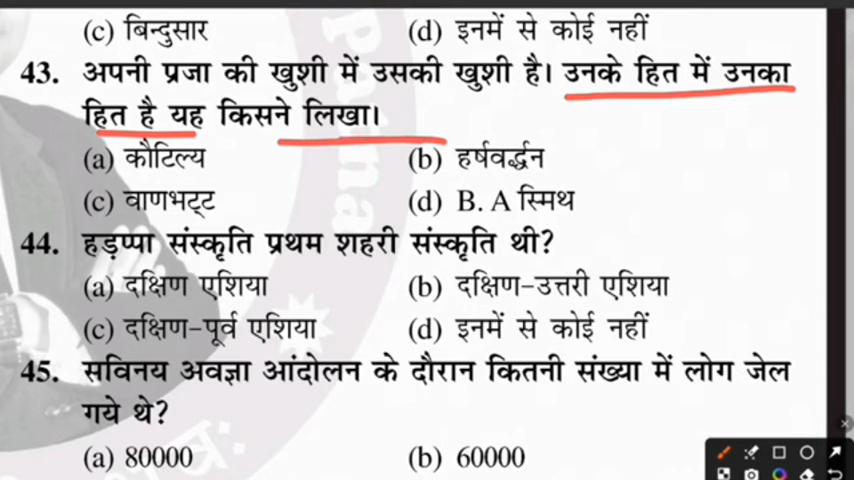 (c) बिन्दुसार (d) इनमें से कोई नहीं
43. अपनी प्रजा की खुशी में उसकी खुशी है। उनके हित में उनका
हित है यह किसने लिखा।
(a) कौटिल्य (b) हर्षवर्द्धन
(c) वाणभट्ट (d) B. A स्मिथ
44. हड़प्पा संस्कृति प्रथम शहरी संस्कृति थी?
(a) दक्षिण एशिया (b) दक्षिण-उत्तरी एशिया
(c) दक्षिण-पूर्व एशिया (d) इनमें से कोई नहीं
45. सविनय अवज्ञा आंदोलन के दौरान कितनी संख्या में लोग जेल
गये थे?
(a) 80000 (b) 60000